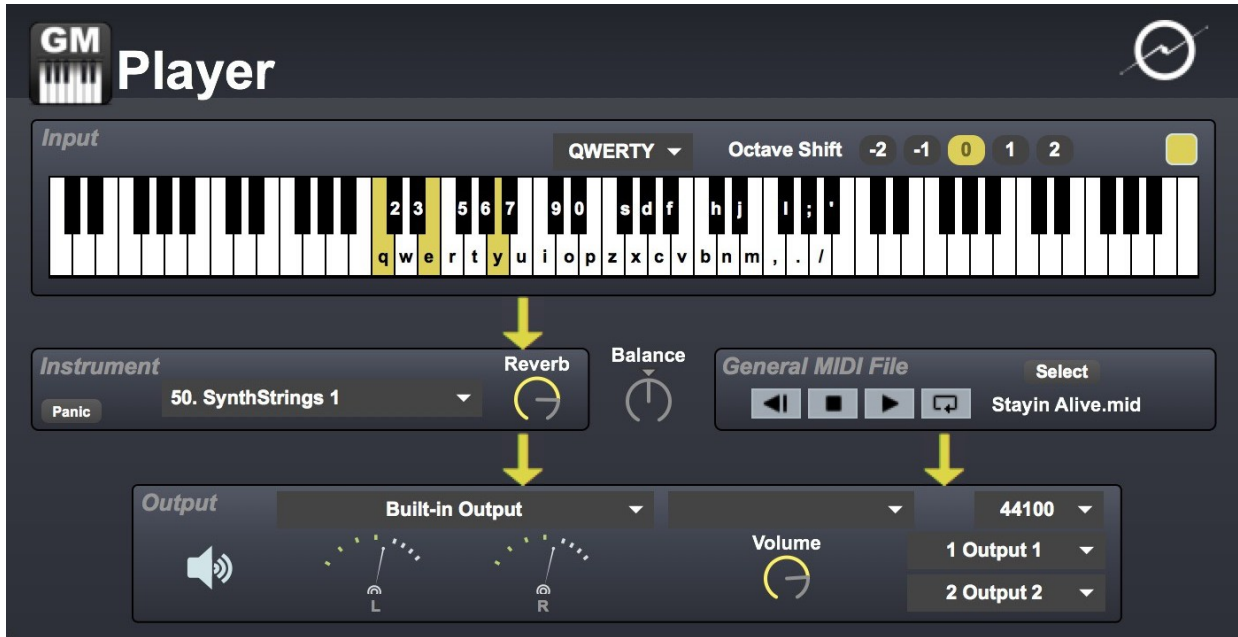 GM
Player
Input
QWERTY
Octave Shift -2 -1 0 1 2
2 3 5 6 7 9 0 s d f h j l ; '
q w e r t y u i o p z x c v b n m , . /
Instrument
Panic
50. SynthStrings 1
Reverb
Balance
General MIDI File
Select
Stayin Alive.mid
Output
Built-in Output
44100
L
R
Volume
1 Output 1
2 Output 2